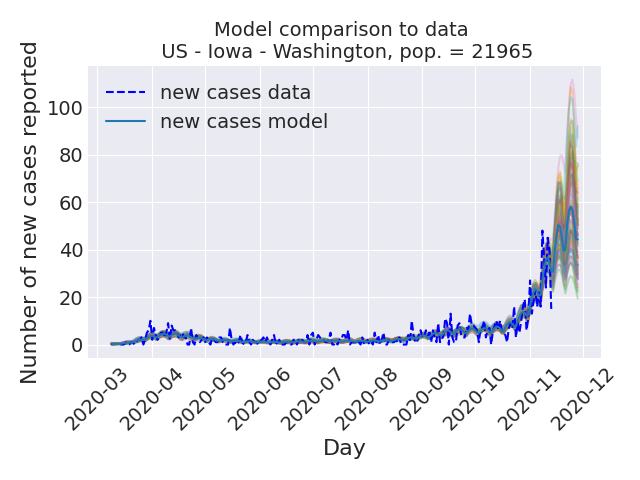 Model comparison to data
US - Iowa - Washington, pop. = 21965
Number of new cases reported
100
80
60
40
20
0
new cases data
new cases model
2020-03
2020-04
2020-05
2020-06
2020-07
2020-08
2020-09
2020-10
2020-11
2020-12
Day